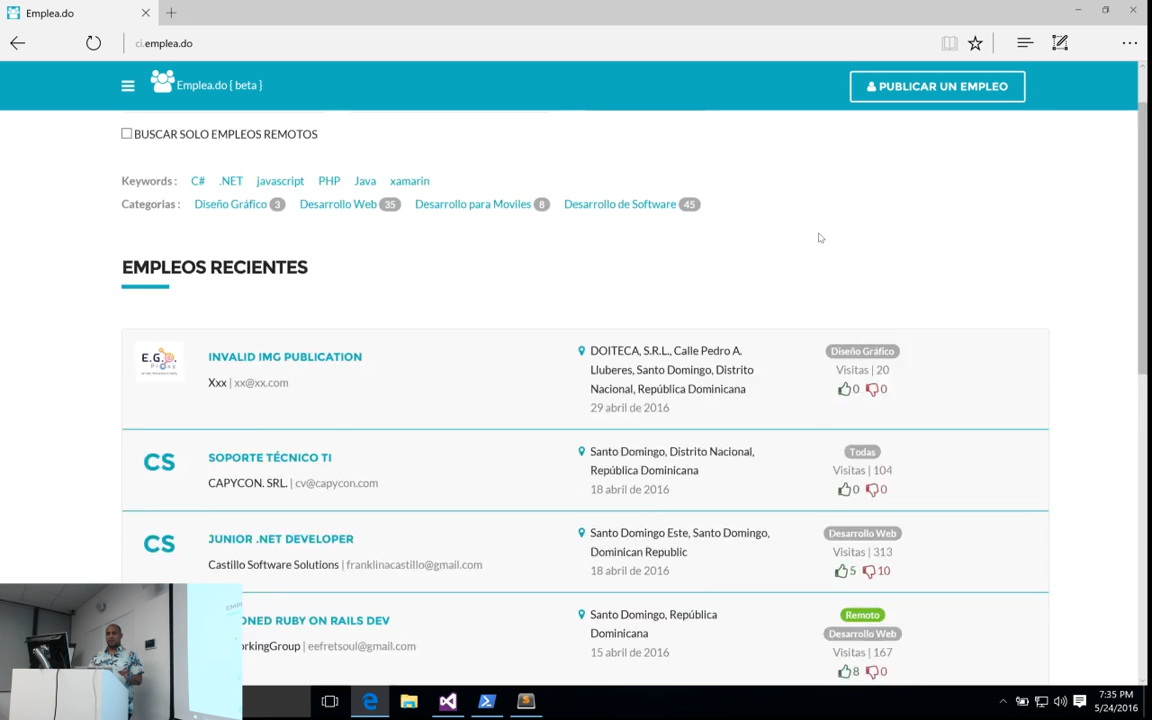 Emplea.do
ci.emplea.do
Emplea.do { beta }
PUBLICAR UN EMPLEO
BUSCAR SOLO EMPLEOS REMOTOS
Keywords : C# .NET javascript PHP Java xamarin
Categorias : Diseño Gráfico 3 Desarrollo Web 35 Desarrollo para Moviles 8 Desarrollo de Software 45
EMPLEOS RECIENTES
E.G.O.
INVALID IMG PUBLICATION
Xxx | xx@xx.com
DOITECA, S.R.L., Calle Pedro A.
Lluberes, Santo Domingo, Distrito
Nacional, República Dominicana
29 abril de 2016
Diseño Gráfico
Visitas | 20
0 0
CS
SOPORTE TÉCNICO TI
CAPYCON. SRL. | cv@capycon.com
Santo Domingo, Distrito Nacional,
República Dominicana
18 abril de 2016
Todas
Visitas | 104
0 0
CS
JUNIOR .NET DEVELOPER
Castillo Software Solutions | franklinacastillo@gmail.com
Santo Domingo Este, Santo Domingo,
Dominican Republic
18 abril de 2016
Desarrollo Web
Visitas | 313
5 10
ONED RUBY ON RAILS DEV
orkingGroup | eefretsoul@gmail.com
Santo Domingo, República
Dominicana
15 abril de 2016
Remoto
Desarrollo Web
Visitas | 167
8 0
7:35 PM
5/24/2016